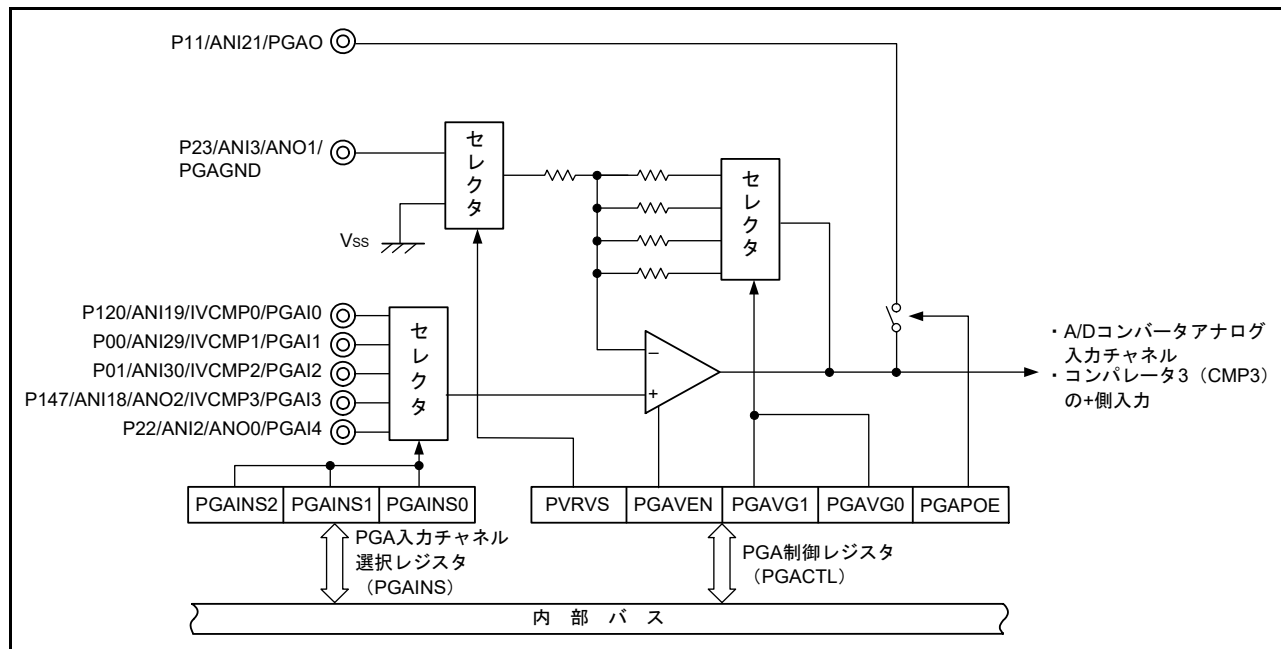 P11/ANI21/PGAO
P23/ANI3/ANO1/
PGAGND
セレクタ
セレクタ
VSS
P120/ANI19/IVCMP0/PGAI0
P00/ANI29/IVCMP1/PGAI1
P01/ANI30/IVCMP2/PGAI2
P147/ANI18/ANO2/IVCMP3/PGAI3
P22/ANI2/ANO0/PGAI4
セレクタ
−
+
・A/Dコンバータアナログ
入力チャネル
・コンパレータ3（CMP3）
の+側入力
PGAINS2 PGAINS1 PGAINS0
PVRVS PGAVEN PGAVG1 PGAVG0 PGAPOE
PGA入力チャネル
選択レジスタ
（PGAINS）
PGA制御レジスタ
（PGACTL）
内 部 バ ス